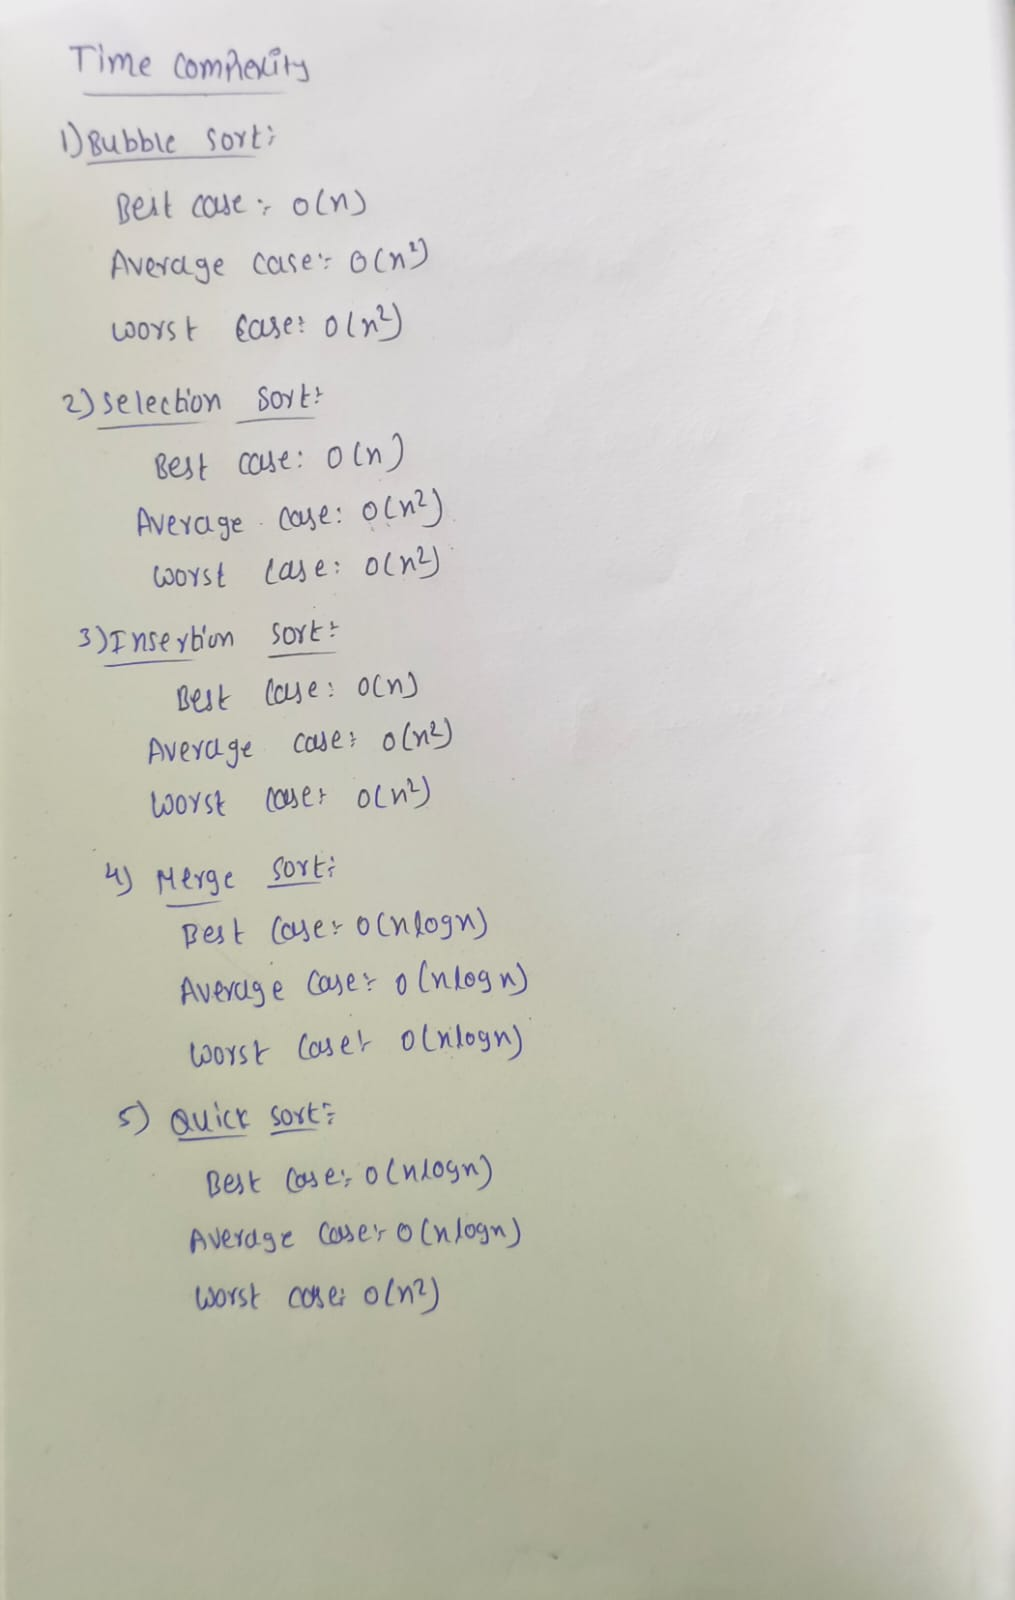 Time Complexity
1) Bubble sort:
Best case:- O(n)
Average case:- O(n²)
Worst case: O(n²)
2) Selection Sort:
Best case: O(n)
Average case: O(n²)
Worst case: O(n²)
3) Insertion Sort:
Best case: O(n)
Average case: O(n²)
Worst case: O(n²)
4) Merge Sort:
Best case:- O(nlogn)
Average case:- O(nlogn)
Worst case:- O(nlogn)
5) Quick sort:-
Best case:- O(nlogn)
Average case:- O(nlogn)
Worst case: O(n²)